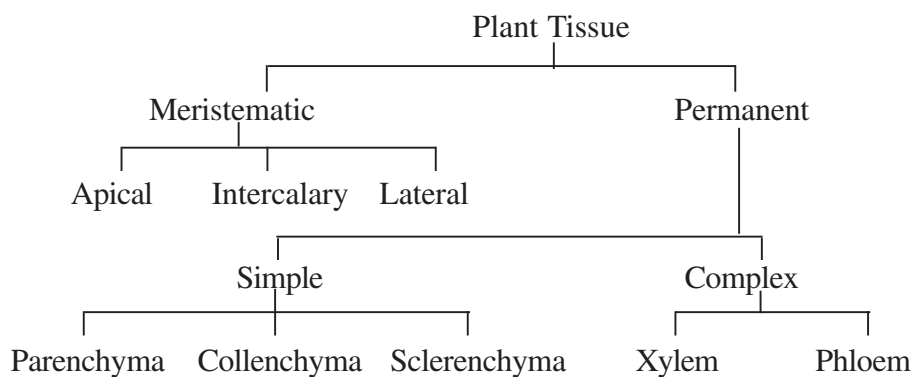 Plant Tissue
Meristematic Permanent
Apical Intercalary Lateral
Simple Complex
Parenchyma Collenchyma Sclerenchyma Xylem Phloem